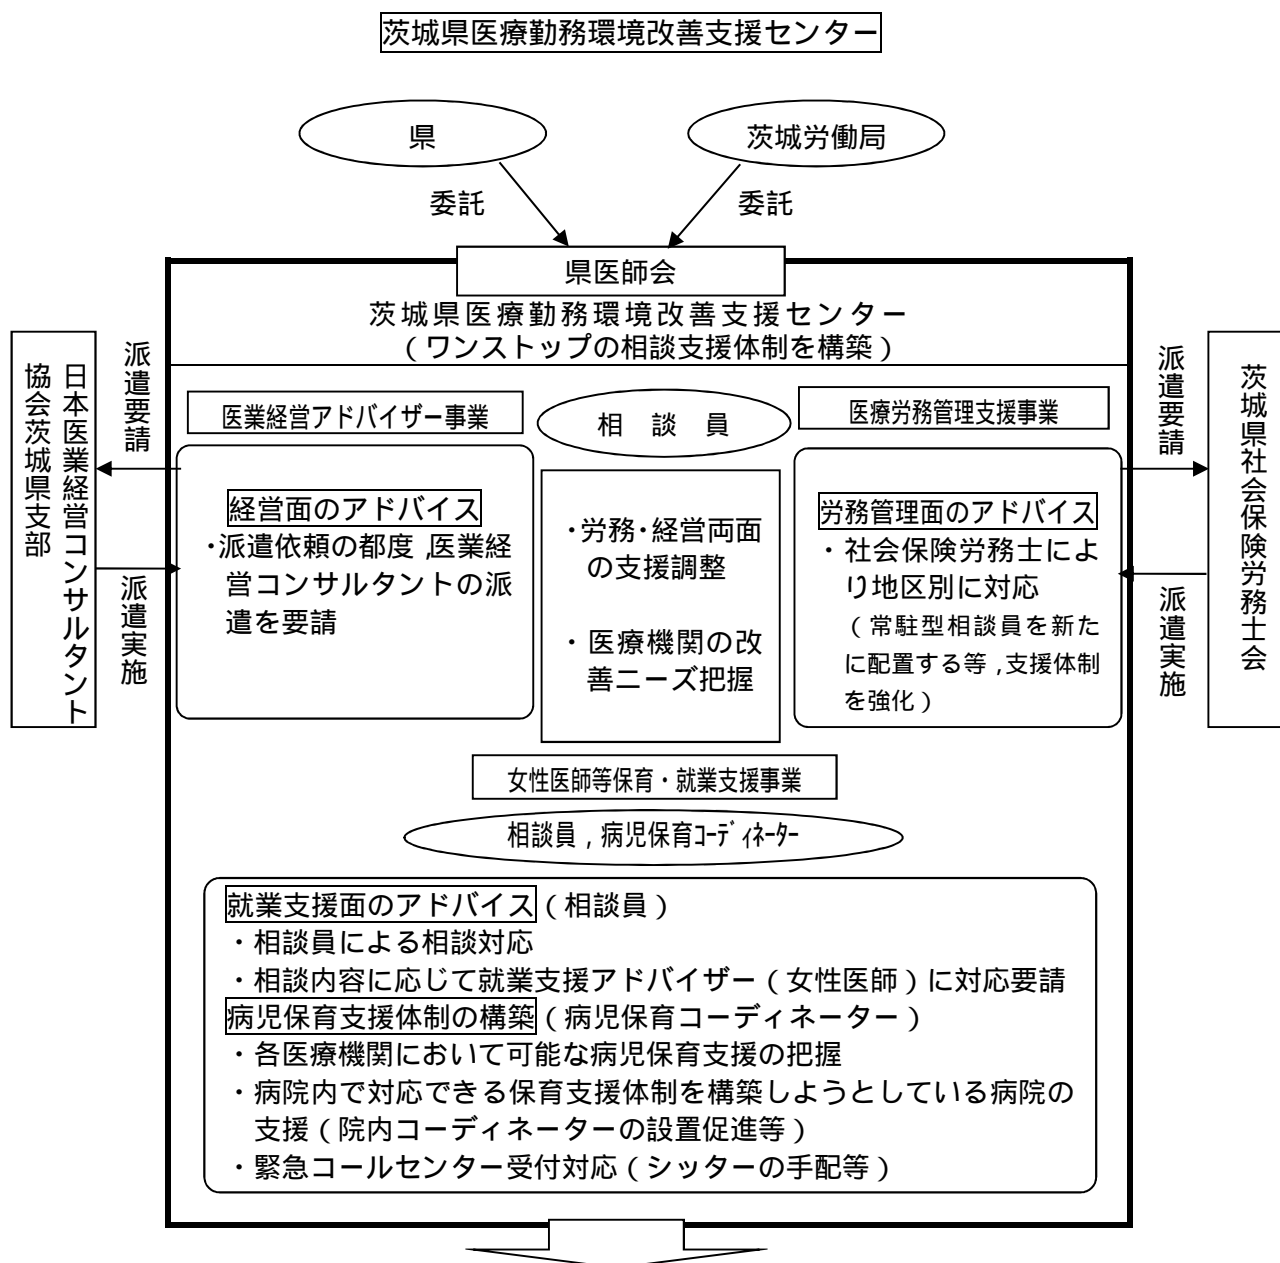 茨城県医療勤務環境改善支援センター
県
茨城労働局
委託
委託
県医師会
茨城県医療勤務環境改善支援センター
（ワンストップの相談支援体制を構築）
日本医業経営コンサルタント
協会茨城県支部
派遣要請
派遣実施
医業経営アドバイザー事業
経営面のアドバイス
・派遣依頼の都度，医業経
営コンサルタントの派
遣を要請
相　談　員
・労務・経営両面
の支援調整
・医療機関の改
善ニーズ把握
医療労務管理支援事業
労務管理面のアドバイス
・社会保険労務士によ
り地区別に対応
（常駐型相談員を新た
に配置する等，支援体制
を強化）
派遣要請
派遣実施
茨城県社会保険労務士会
女性医師等保育・就業支援事業
相談員，病児保育ｺｰﾃﾞｨﾈｰﾀｰ
就業支援面のアドバイス（相談員）
・相談員による相談対応
・相談内容に応じて就業支援アドバイザー（女性医師）に対応要請
病児保育支援体制の構築（病児保育コーディネーター）
・各医療機関において可能な病児保育支援の把握
・病院内で対応できる保育支援体制を構築しようとしている病院の
支援（院内コーディネーターの設置促進等）
・緊急コールセンター受付対応（シッターの手配等）